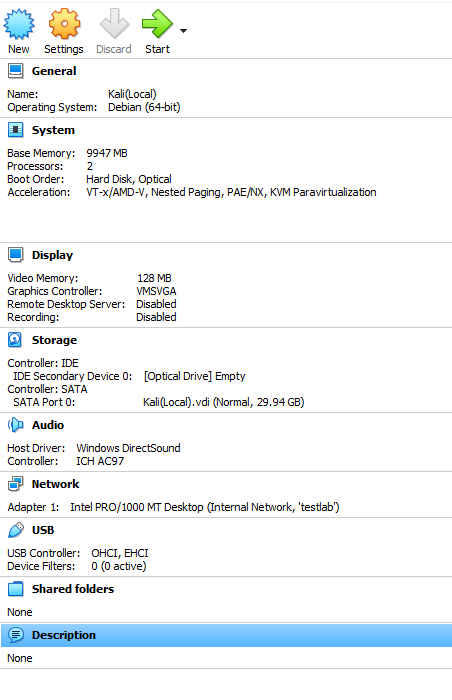 New Settings Discard Start
General
Name: Kali(Local)
Operating System: Debian (64-bit)
System
Base Memory: 9947 MB
Processors: 2
Boot Order: Hard Disk, Optical
Acceleration: VT-x/AMD-V, Nested Paging, PAE/NX, KVM Paravirtualization
Display
Video Memory: 128 MB
Graphics Controller: VMSVGA
Remote Desktop Server: Disabled
Recording: Disabled
Storage
Controller: IDE
IDE Secondary Device 0: [Optical Drive] Empty
Controller: SATA
SATA Port 0: Kali(Local).vdi (Normal, 29.94 GB)
Audio
Host Driver: Windows DirectSound
Controller: ICH AC97
Network
Adapter 1: Intel PRO/1000 MT Desktop (Internal Network, 'testlab')
USB
USB Controller: OHCI, EHCI
Device Filters: 0 (0 active)
Shared folders
None
Description
None